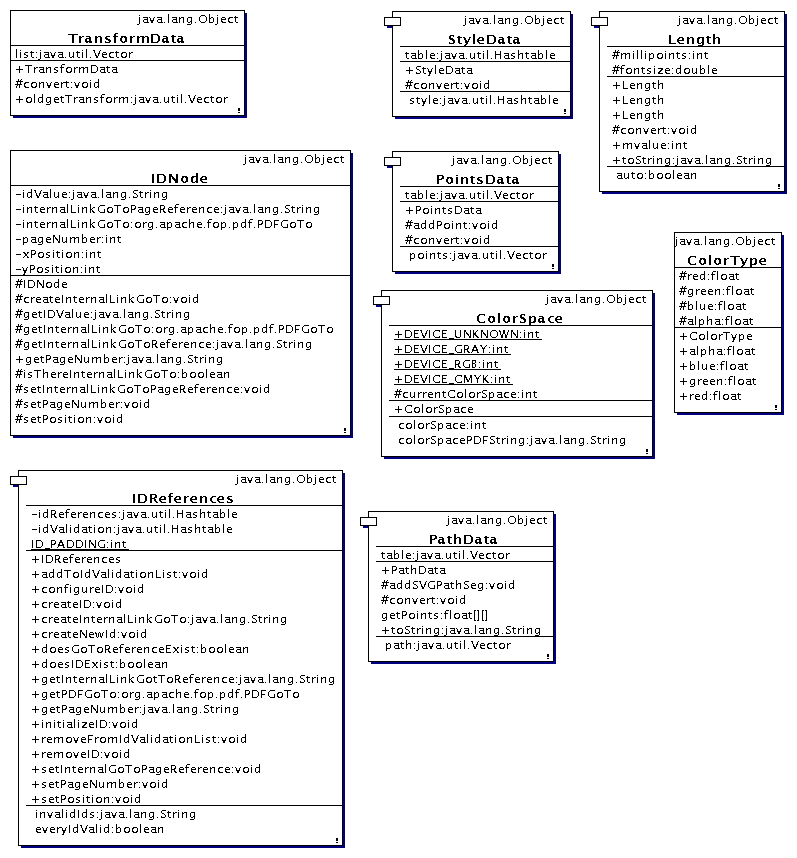 java.lang.Object
TransformData
list:java.util.Vector
+TransformData
#convert:void
+oldgetTransform:java.util.Vector
!
java.lang.Object
StyleData
table:java.util.Hashtable
+StyleData
#convert:void
style:java.util.Hashtable
!
java.lang.Object
Length
#millipoints:int
#fontsize:double
+Length
+Length
+Length
#convert:void
+mvalue:int
+toString:java.lang.String
auto:boolean
!
java.lang.Object
IDNode
-idValue:java.lang.String
-internalLinkGoToPageReference:java.lang.String
-internalLinkGoTo:org.apache.fop.pdf.PDFGoTo
-pageNumber:int
-xPosition:int
-yPosition:int
#IDNode
#createInternalLinkGoTo:void
#getIDValue:java.lang.String
#getInternalLinkGoTo:org.apache.fop.pdf.PDFGoTo
#getInternalLinkGoToReference:java.lang.String
+getPageNumber:java.lang.String
#isThereInternalLinkGoTo:boolean
#setInternalLinkGoToPageReference:void
#setPageNumber:void
#setPosition:void
!
java.lang.Object
PointsData
table:java.util.Vector
+PointsData
#addPoint:void
#convert:void
points:java.util.Vector
!
java.lang.Object
ColorType
#red:float
#green:float
#blue:float
#alpha:float
+ColorType
+alpha:float
+blue:float
+green:float
+red:float
!
java.lang.Object
ColorSpace
+DEVICE_UNKNOWN:int
+DEVICE_GRAY:int
+DEVICE_RGB:int
+DEVICE_CMYK:int
#currentColorSpace:int
+ColorSpace
colorSpace:int
colorSpacePDFString:java.lang.String
!
java.lang.Object
IDReferences
-idReferences:java.util.Hashtable
-idValidation:java.util.Hashtable
ID_PADDING:int
+IDReferences
+addToIdValidationList:void
+configureID:void
+createID:void
+createInternalLinkGoTo:java.lang.String
+createNewId:void
+doesGoToReferenceExist:boolean
+doesIDExist:boolean
+getInternalLinkGotToReference:java.lang.String
+getPDFGoTo:org.apache.fop.pdf.PDFGoTo
+getPageNumber:java.lang.String
+initializeID:void
+removeFromIdValidationList:void
+removeID:void
+setInternalGoToPageReference:void
+setPageNumber:void
+setPosition:void
invalidIds:java.lang.String
everyIdValid:boolean
!
java.lang.Object
PathData
table:java.util.Vector
+PathData
#addSVGPathSeg:void
#convert:void
getPoints:float[][]
+toString:java.lang.String
path:java.util.Vector
!